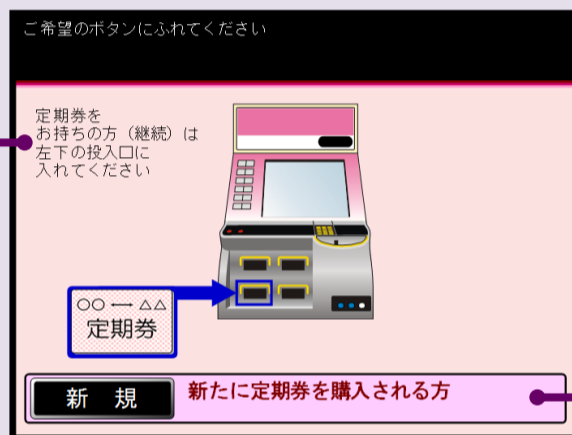 ご希望のボタンにふれてください
定期券を
お持ちの方（継続）は
左下の投入口に
入れてください
○○ ⟷ △△
定期券
新 規
新たに定期券を購入される方